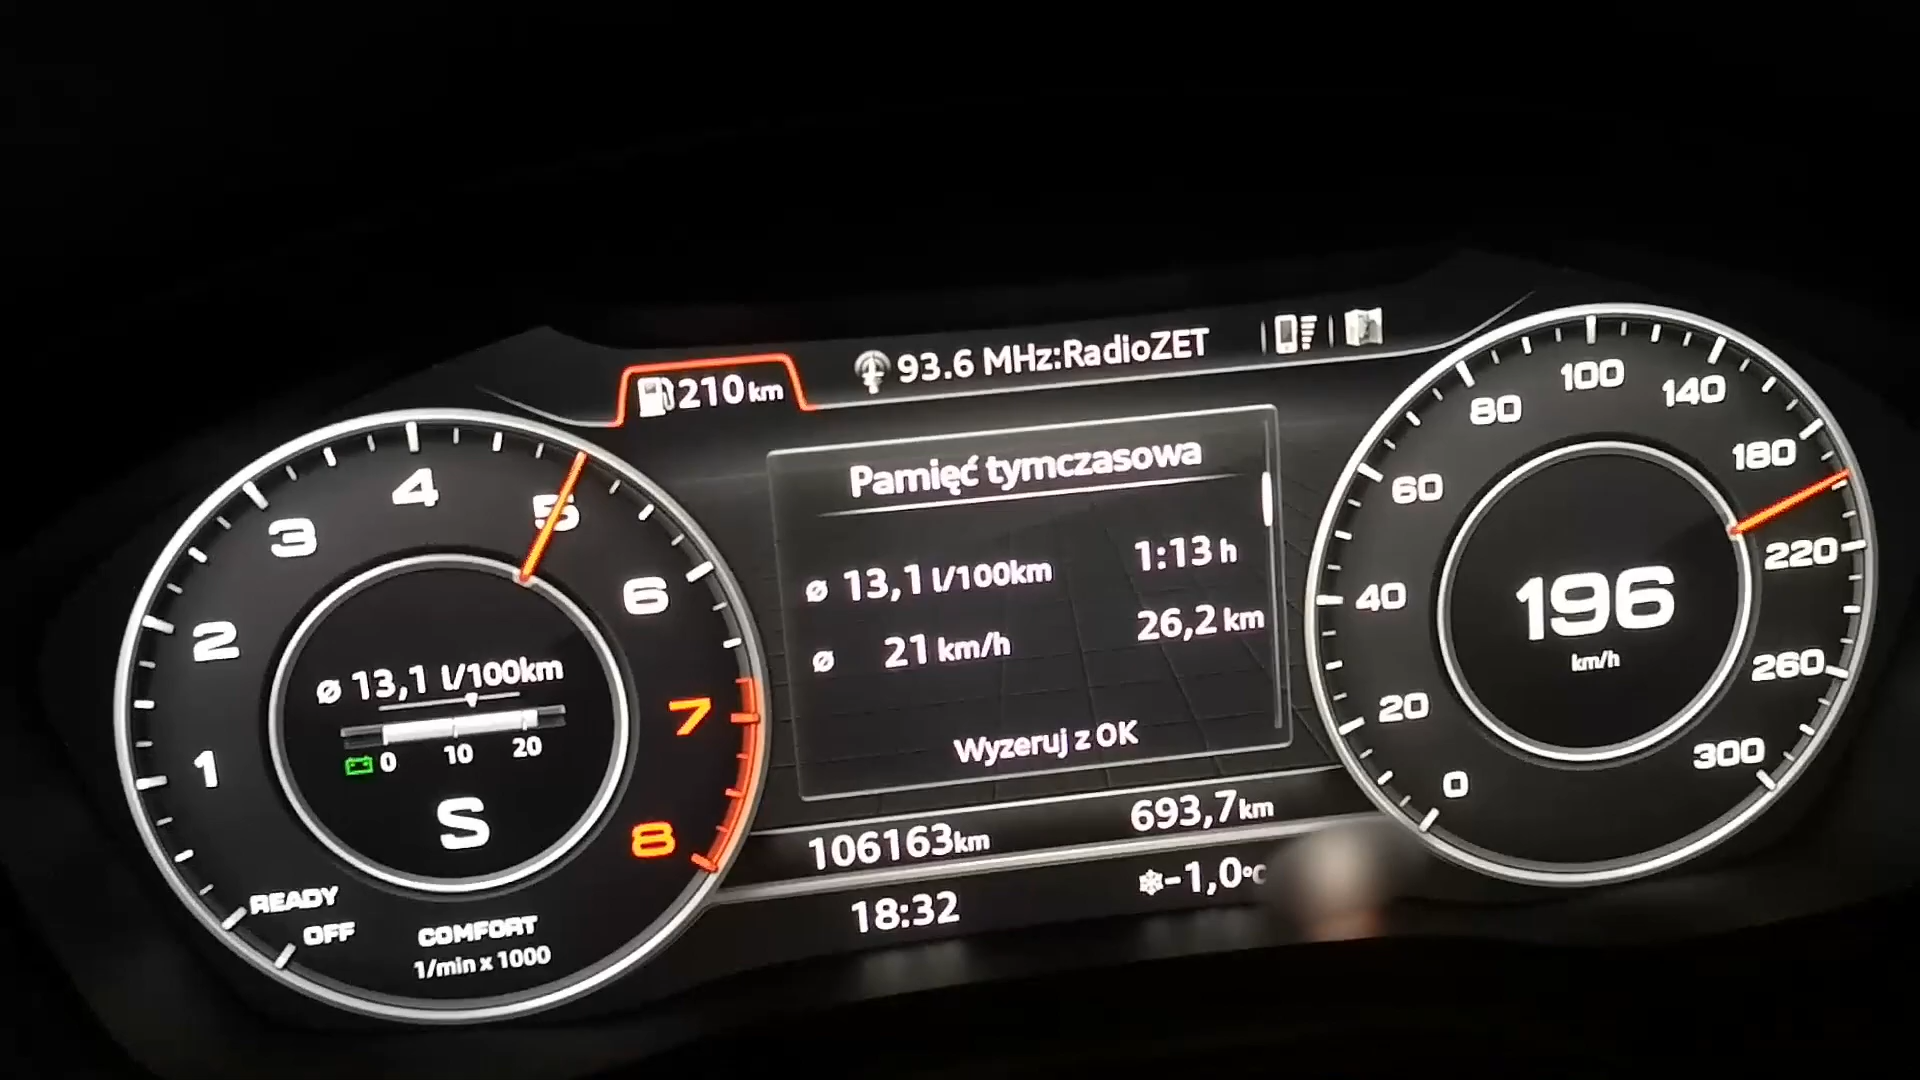 210 km
93.6 MHz:RadioZET
1
2
3
4
5
6
7
8
READY
OFF
ø 13,1 l/100km
0 10 20
S
COMFORT
1/min x 1000
Pamięć tymczasowa
ø 13,1 l/100km 1:13 h
ø 21 km/h 26,2 km
Wyzeruj z OK
106163km 693,7km
18:32 -1,0°C
0
20
40
60
80
100
140
180
220
260
300
196
km/h